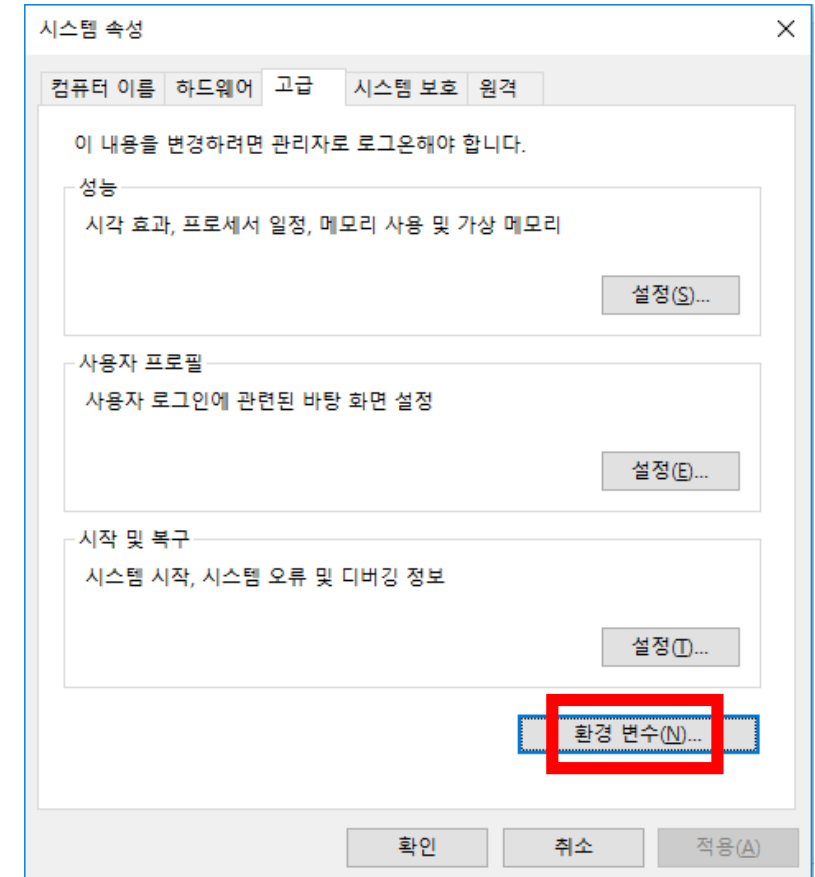 시스템 속성
컴퓨터 이름 하드웨어 고급 시스템 보호 원격
이 내용을 변경하려면 관리자로 로그온해야 합니다.
성능
시각 효과, 프로세서 일정, 메모리 사용 및 가상 메모리
설정(S)...
사용자 프로필
사용자 로그인에 관련된 바탕 화면 설정
설정(E)...
시작 및 복구
시스템 시작, 시스템 오류 및 디버깅 정보
설정(T)...
환경 변수(N)...
확인 취소 적용(A)